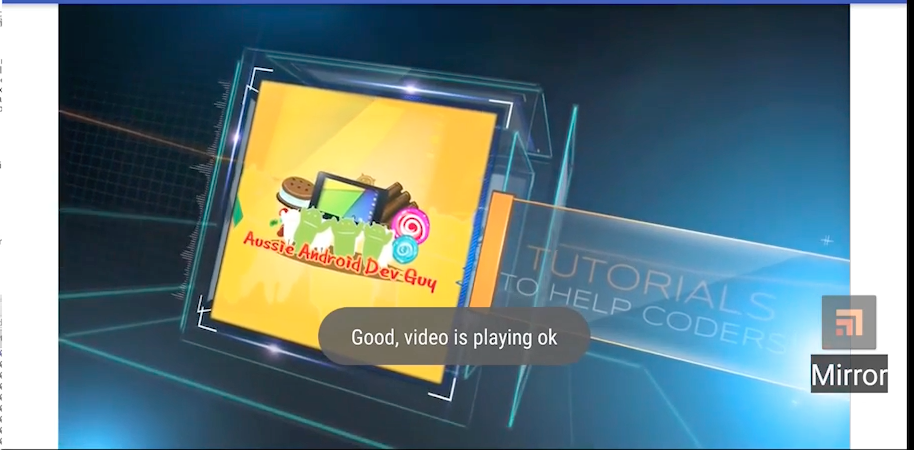 Aussie Android Dev Guy
TUTORIALS
TO HELP CODERS
Good, video is playing ok
Mirror